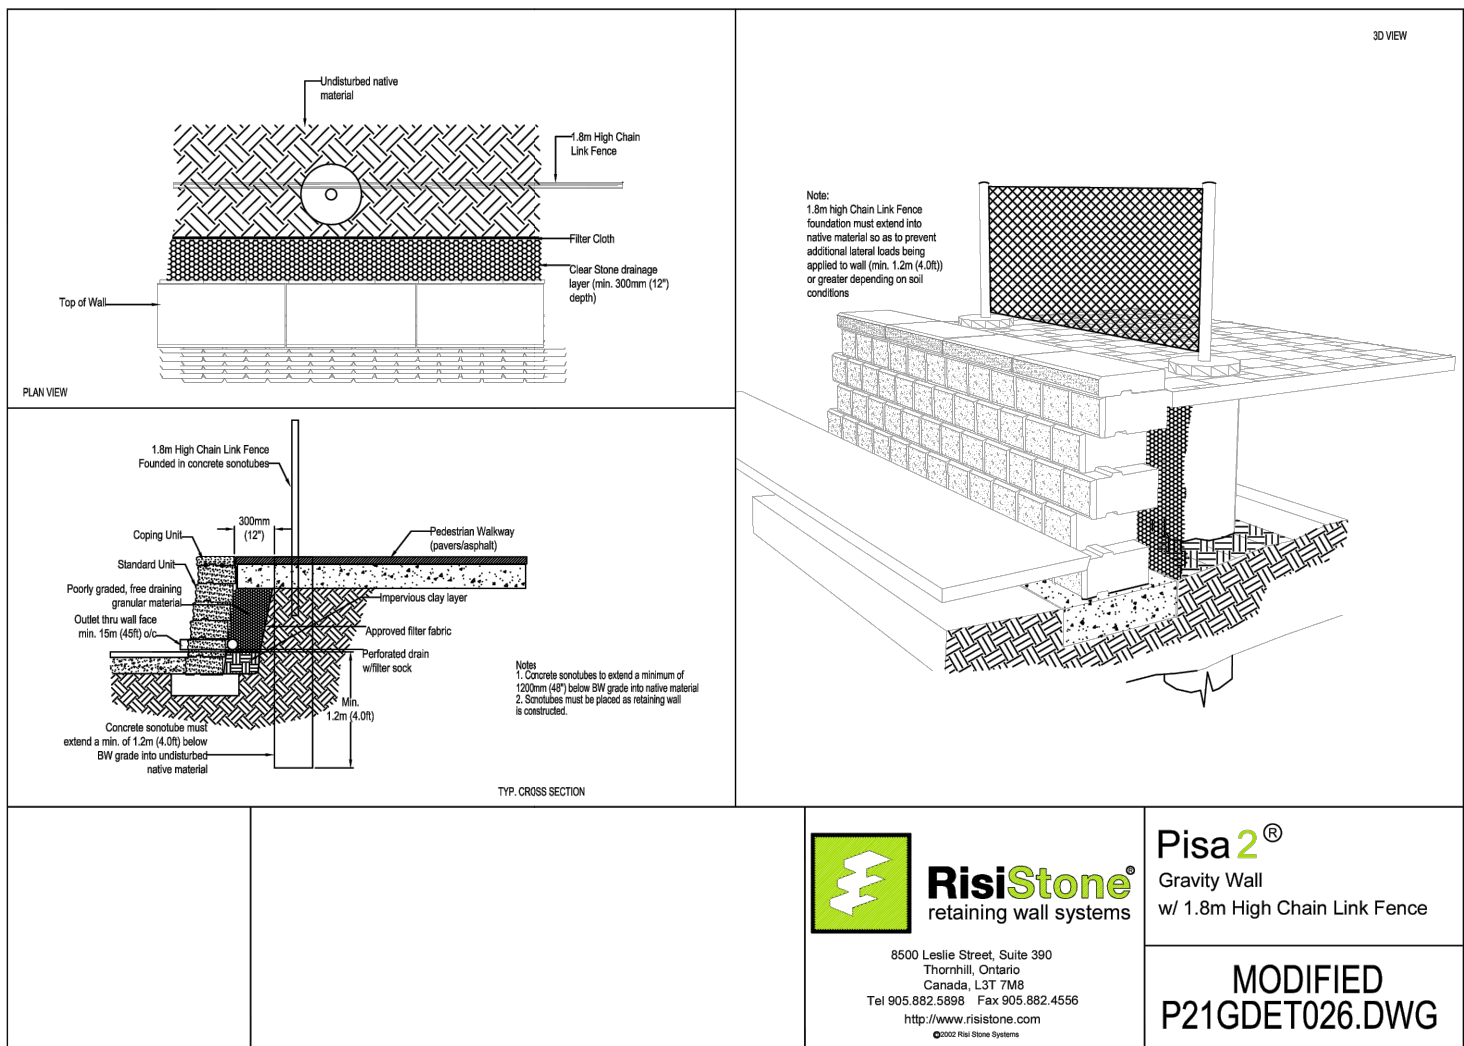 Undisturbed native
material
1.8m High Chain
Link Fence
Filter Cloth
Clear Stone drainage
layer (min. 300mm (12")
depth)
Top of Wall
PLAN VIEW
1.8m High Chain Link Fence
Founded in concrete sonotubes
300mm
(12")
Coping Unit
Standard Unit
Poorly graded, free draining
granular material
Outlet thru wall face
min. 15m (45ft) o/c
Pedestrian Walkway
(pavers/asphalt)
Impervious clay layer
Approved filter fabric
Perforated drain
w/filter sock
Min.
1.2m (4.0ft)
Concrete sonotube must
extend a min. of 1.2m (4.0ft) below
BW grade into undisturbed
native material
Notes
1. Concrete sonotubes to extend a minimum of
1200mm (48") below BW grade into native material
2. Sonotubes must be placed as retaining wall
is constructed.
TYP. CROSS SECTION
3D VIEW
Note:
1.8m high Chain Link Fence
foundation must extend into
native material so as to prevent
additional lateral loads being
applied to wall (min. 1.2m (4.0ft))
or greater depending on soil
conditions
RisiStone®
retaining wall systems
8500 Leslie Street, Suite 390
Thornhill, Ontario
Canada, L3T 7M8
Tel 905.882.5898 Fax 905.882.4556
http://www.risistone.com
©2002 Risi Stone Systems
Pisa 2®
Gravity Wall
w/ 1.8m High Chain Link Fence
MODIFIED
P21GDET026.DWG